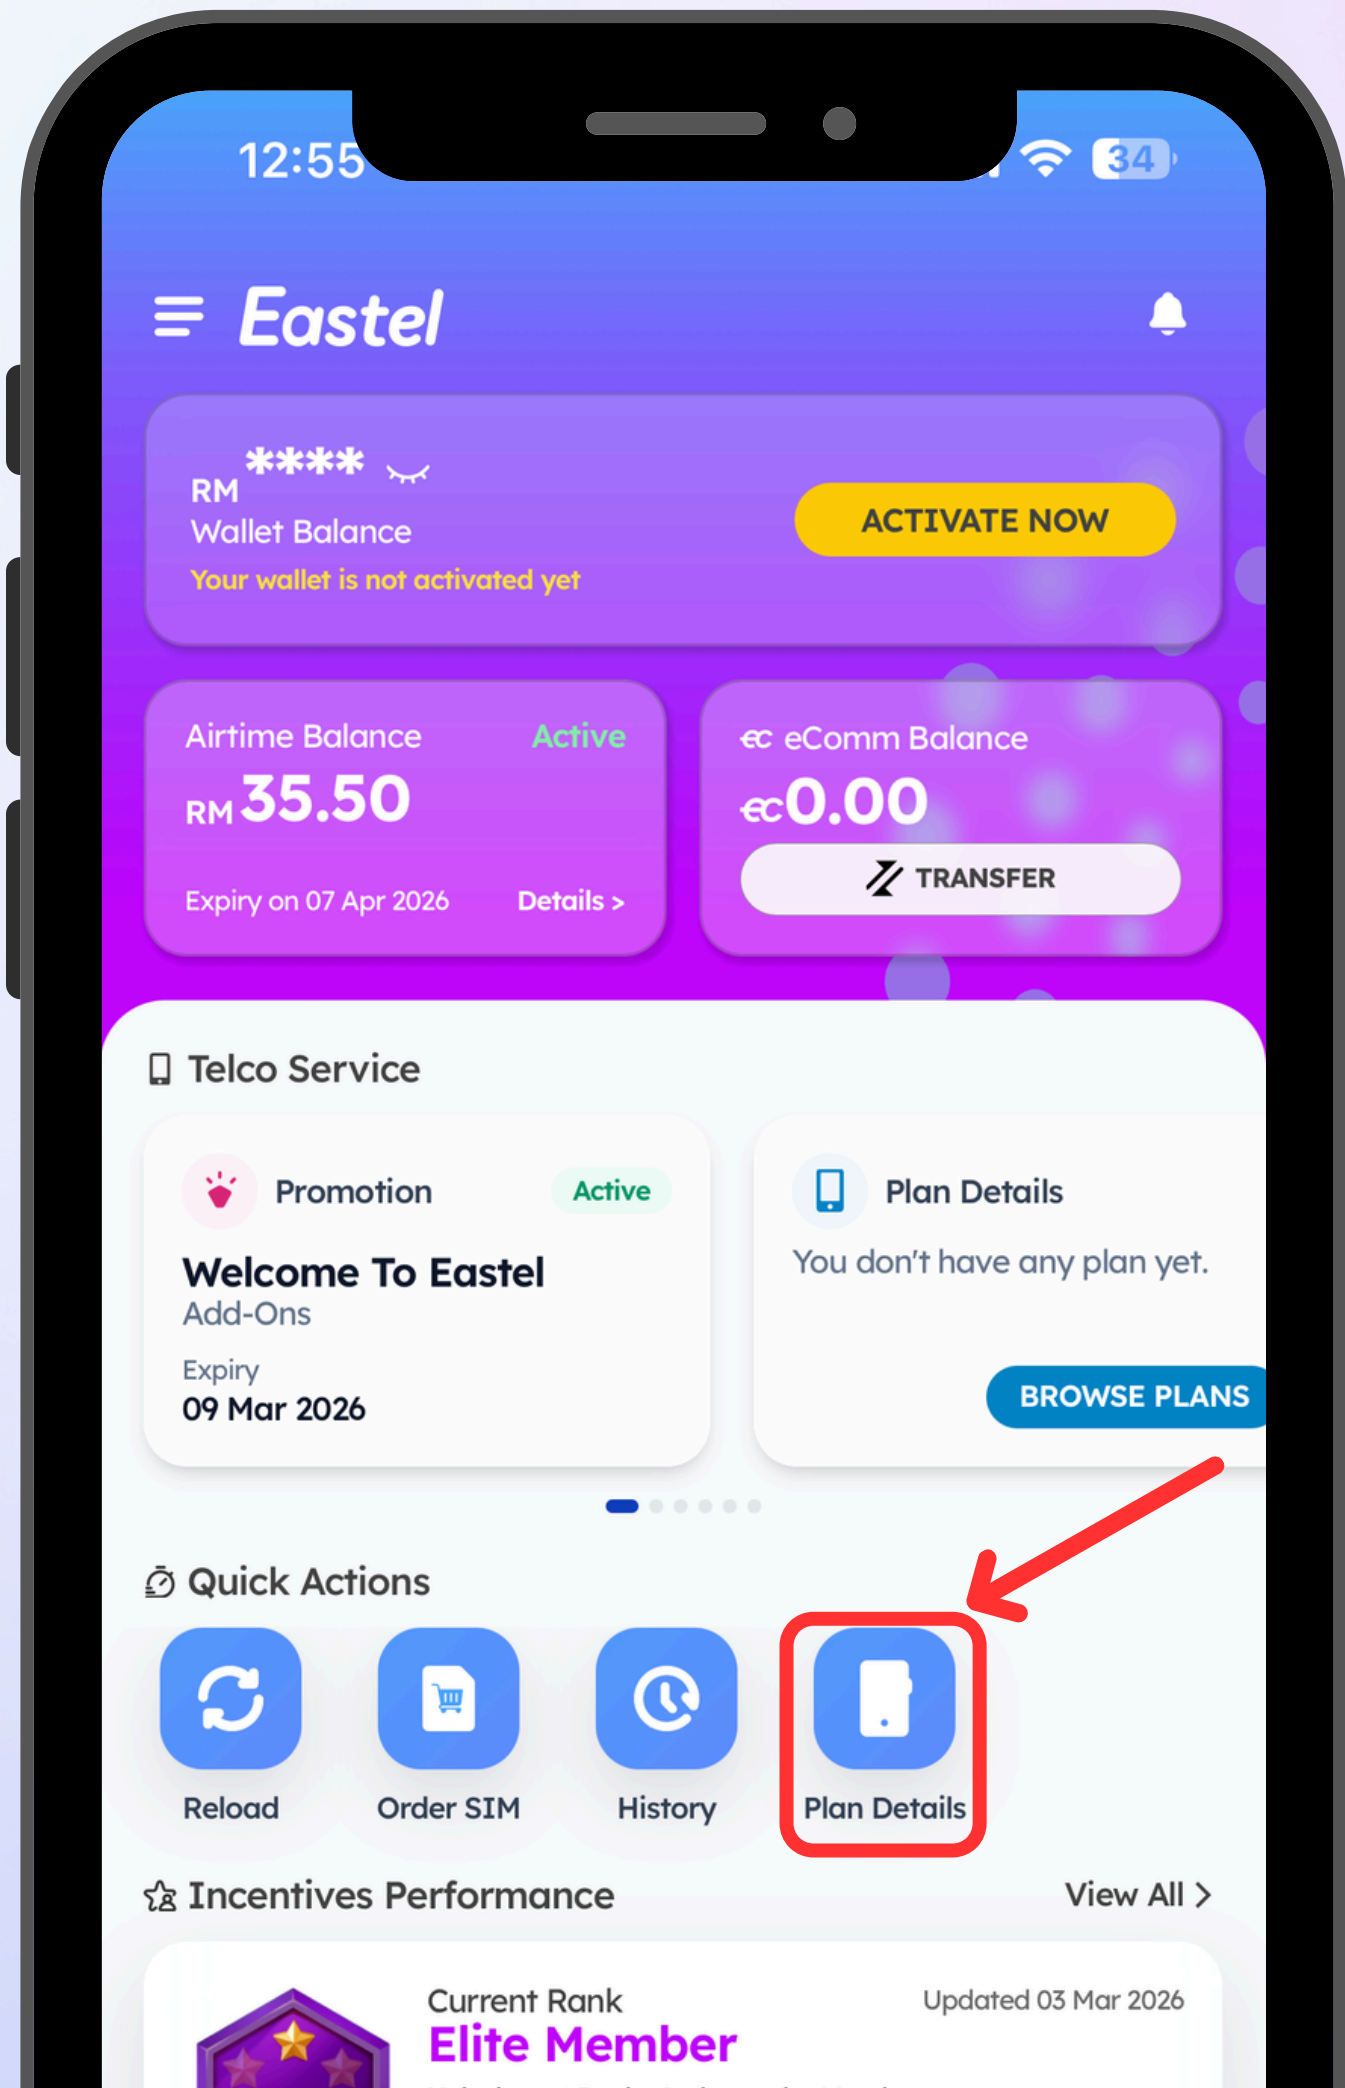 12:55
34
Eastel
RM ****
Wallet Balance
Your wallet is not activated yet
ACTIVATE NOW
Airtime Balance
Active
RM 35.50
Expiry on 07 Apr 2026
Details >
eComm Balance
0.00
TRANSFER
Telco Service
Promotion
Active
Welcome To Eastel
Add-Ons
Expiry
09 Mar 2026
Plan Details
You don't have any plan yet.
BROWSE PLANS
Quick Actions
Reload
Order SIM
History
Plan Details
Incentives Performance
View All >
Current Rank
Updated 03 Mar 2026
Elite Member